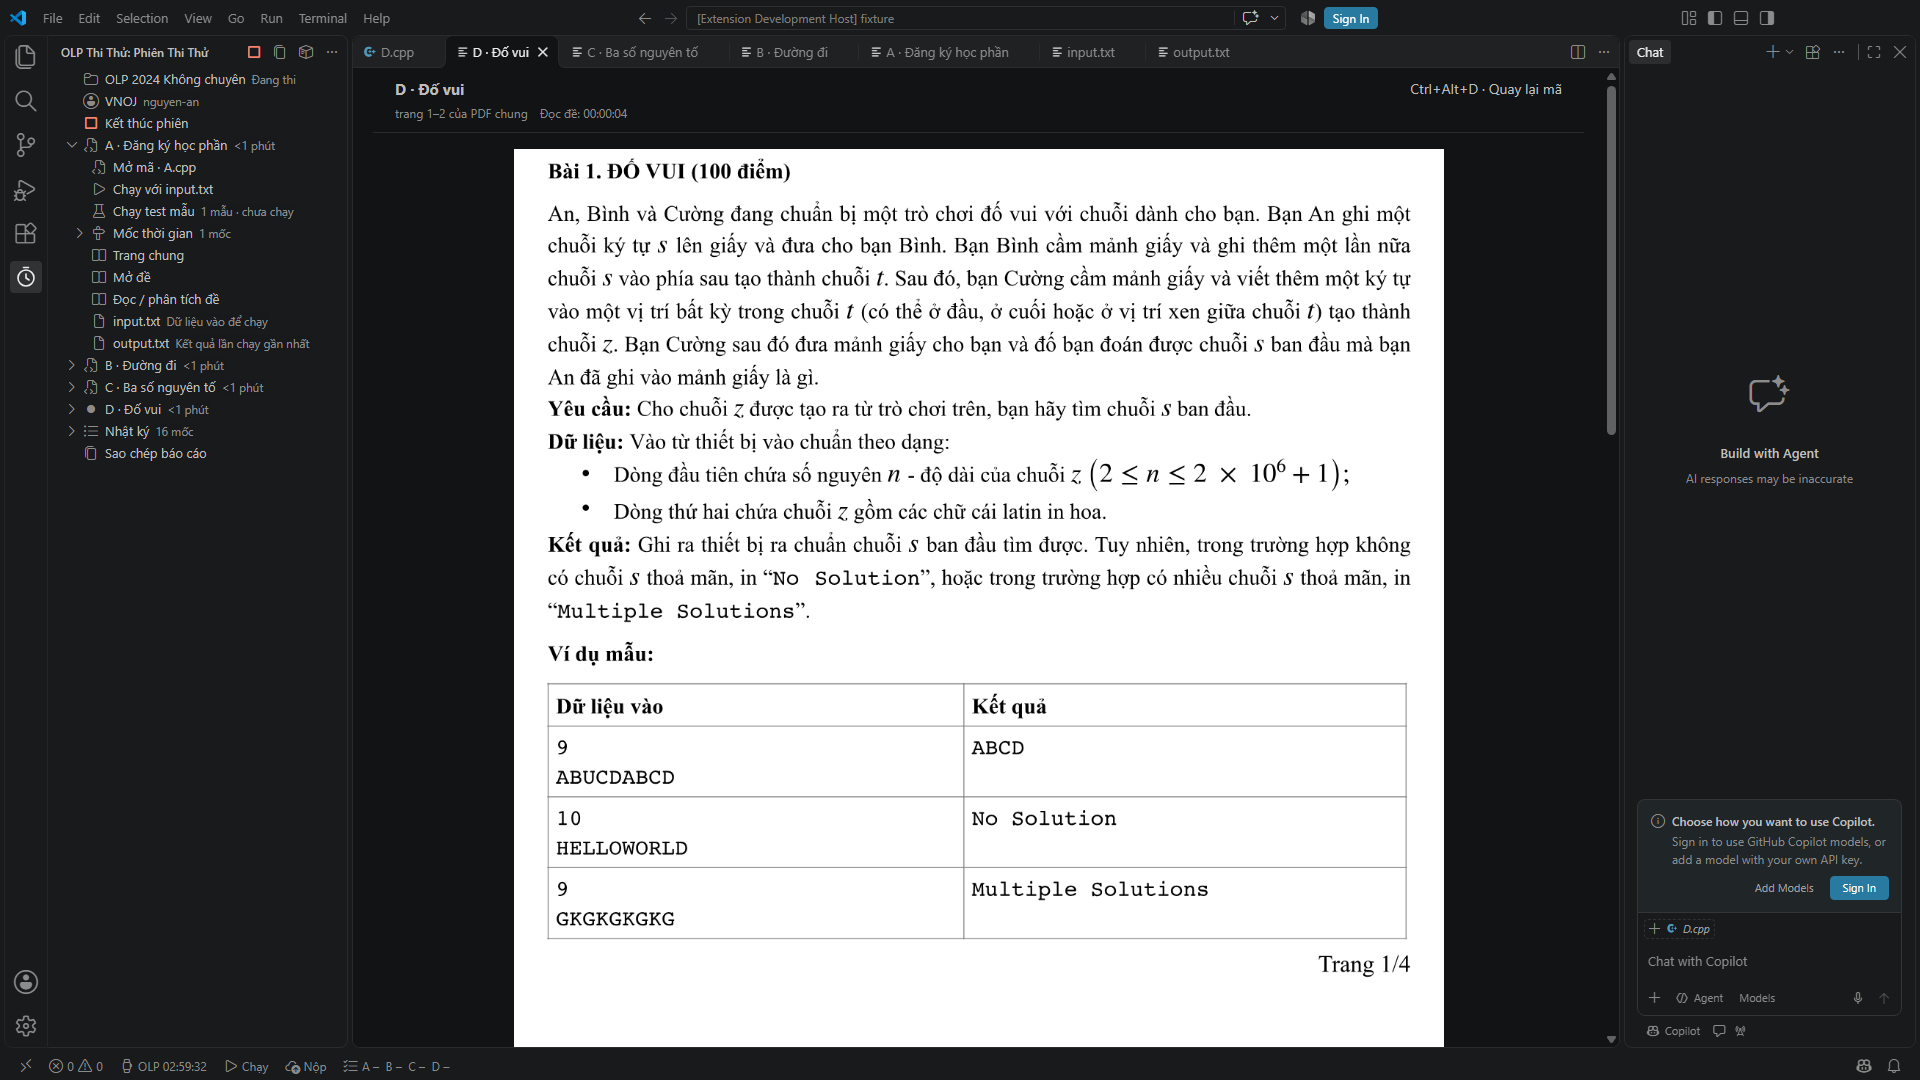 File Edit Selection View Go Run Terminal Help
[Extension Development Host] fixture
Sign In
OLP Thi Thử: Phiên Thi Thử
OLP 2024 Không chuyên Đang thi
VNOJ nguyen-an
Kết thúc phiên
A · Đăng ký học phần <1 phút
Mở mã · A.cpp
Chạy với input.txt
Chạy test mẫu 1 mẫu · chưa chạy
Mốc thời gian 1 mốc
Trang chung
Mở đề
Đọc / phân tích đề
input.txt Dữ liệu vào để chạy
output.txt Kết quả lần chạy gần nhất
B · Đường đi <1 phút
C · Ba số nguyên tố <1 phút
D · Đố vui <1 phút
Nhật ký 16 mốc
Sao chép báo cáo
D.cpp
D · Đố vui
C · Ba số nguyên tố
B · Đường đi
A · Đăng ký học phần
input.txt
output.txt
D · Đố vui
trang 1–2 của PDF chung Đọc đề: 00:00:04
Ctrl+Alt+D · Quay lại mã
Bài 1. ĐỐ VUI (100 điểm)
An, Bình và Cường đang chuẩn bị một trò chơi đố vui với chuỗi dành cho bạn. Bạn An ghi một
chuỗi ký tự s lên giấy và đưa cho bạn Bình. Bạn Bình cầm mảnh giấy và ghi thêm một lần nữa
chuỗi s vào phía sau tạo thành chuỗi t. Sau đó, bạn Cường cầm mảnh giấy và viết thêm một ký tự
vào một vị trí bất kỳ trong chuỗi t (có thể ở đầu, ở cuối hoặc ở vị trí xen giữa chuỗi t) tạo thành
chuỗi z. Bạn Cường sau đó đưa mảnh giấy cho bạn và đố bạn đoán được chuỗi s ban đầu mà bạn
An đã ghi vào mảnh giấy là gì.
Yêu cầu: Cho chuỗi z được tạo ra từ trò chơi trên, bạn hãy tìm chuỗi s ban đầu.
Dữ liệu: Vào từ thiết bị vào chuẩn theo dạng:
• Dòng đầu tiên chứa số nguyên n - độ dài của chuỗi z (2 ≤ n ≤ 2 × 10⁶ + 1);
• Dòng thứ hai chứa chuỗi z gồm các chữ cái latin in hoa.
Kết quả: Ghi ra thiết bị ra chuẩn chuỗi s ban đầu tìm được. Tuy nhiên, trong trường hợp không
có chuỗi s thoả mãn, in “No Solution”, hoặc trong trường hợp có nhiều chuỗi s thoả mãn, in
“Multiple Solutions”.
Ví dụ mẫu:
Dữ liệu vào Kết quả
9 ABCD
ABUCDABCD
10 No Solution
HELLOWORLD
9 Multiple Solutions
GKGKGKGKG
Trang 1/4
Chat
Build with Agent
AI responses may be inaccurate
Choose how you want to use Copilot.
Sign in to use GitHub Copilot models, or
add a model with your own API key.
Add Models Sign In
D.cpp
Chat with Copilot
Agent Models
Copilot
0 0 OLP 02:59:32 Chạy Nộp A – B – C – D –